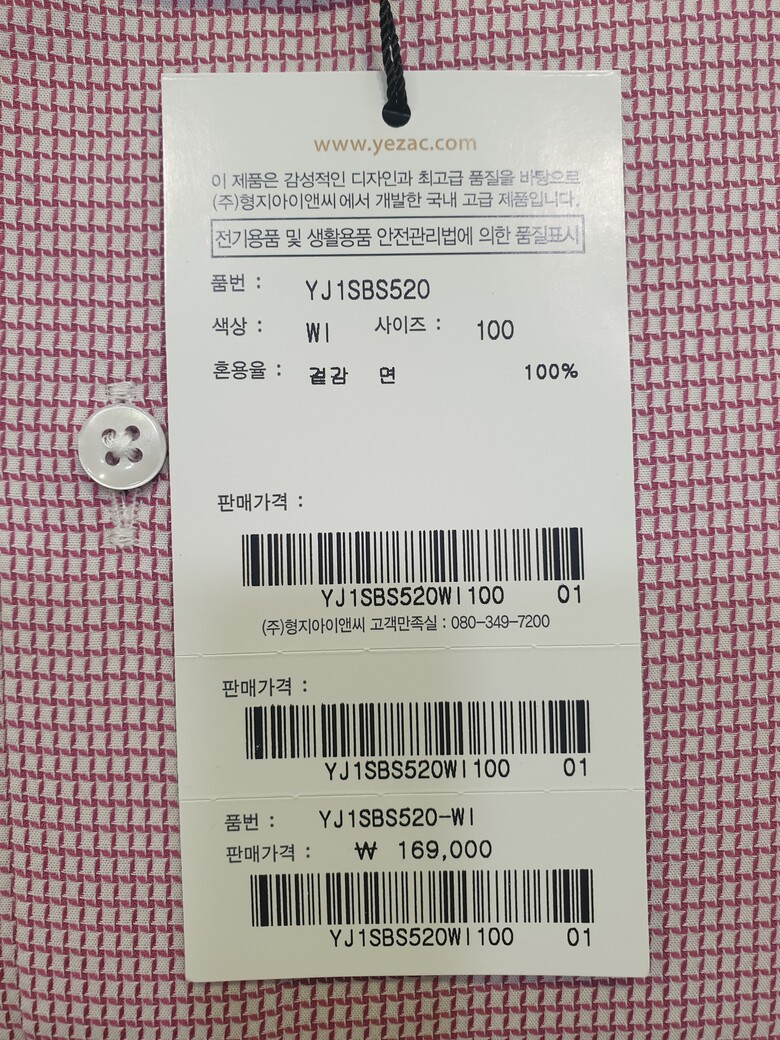 www.yezac.com
이 제품은 감성적인 디자인과 최고급 품질을 바탕으로
(주)형지아이앤씨에서 개발한 국내 고급 제품입니다.
전기용품 및 생활용품 안전관리법에 의한 품질표시
품번 : YJ1SBS520
색상 : WI 사이즈 : 100
혼용율 : 겉감 면 100%
판매가격 :
YJ1SBS520WI100 01
(주)형지아이앤씨 고객만족실 : 080-349-7200
판매가격 :
YJ1SBS520WI100 01
품번 : YJ1SBS520-WI
판매가격 : ₩ 169,000
YJ1SBS520WI100 01